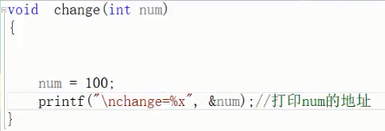 void  change(int num)
{
num = 100;
printf("\nchange=%x", &num);//打印num的地址
}